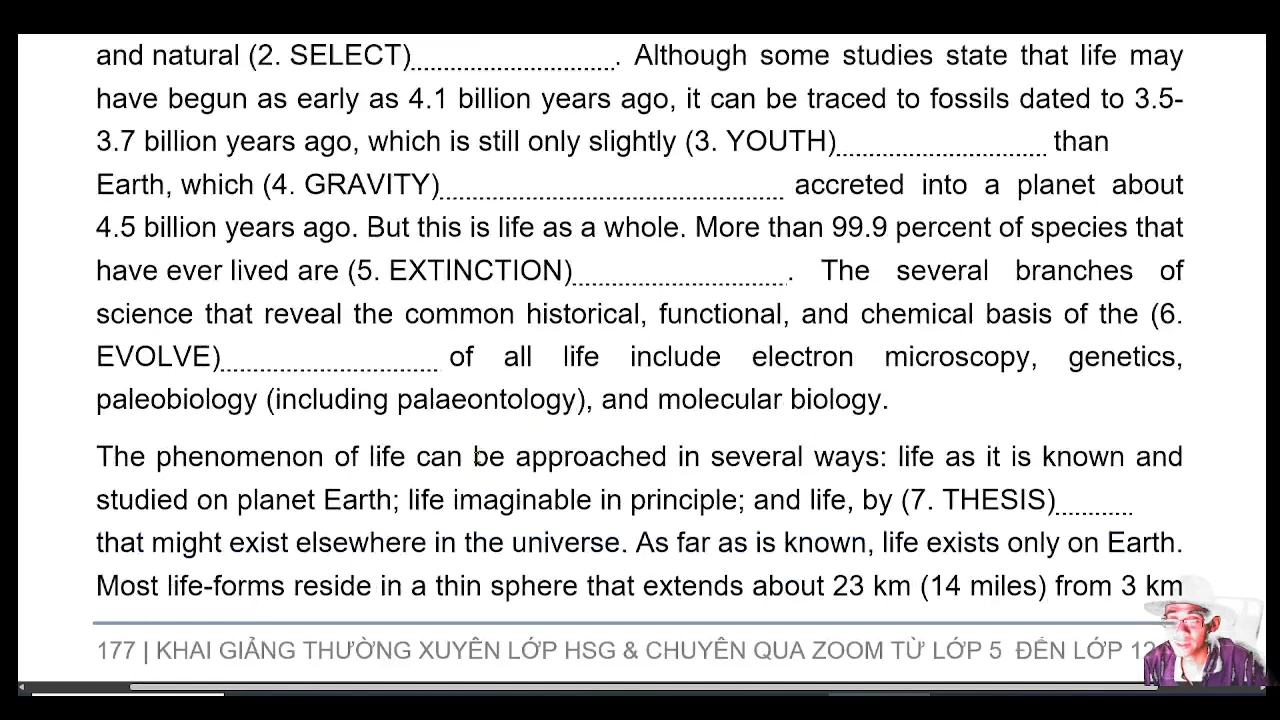 and natural (2. SELECT).......................... Although some studies state that life may
have begun as early as 4.1 billion years ago, it can be traced to fossils dated to 3.5-
3.7 billion years ago, which is still only slightly (3. YOUTH).......................... than
Earth, which (4. GRAVITY).......................................... accreted into a planet about
4.5 billion years ago. But this is life as a whole. More than 99.9 percent of species that
have ever lived are (5. EXTINCTION)........................... The several branches of
science that reveal the common historical, functional, and chemical basis of the (6.
EVOLVE)........................... of all life include electron microscopy, genetics,
paleobiology (including palaeontology), and molecular biology.
The phenomenon of life can be approached in several ways: life as it is known and
studied on planet Earth; life imaginable in principle; and life, by (7. THESIS)..........
that might exist elsewhere in the universe. As far as is known, life exists only on Earth.
Most life-forms reside in a thin sphere that extends about 23 km (14 miles) from 3 km
177 | KHAI GIẢNG THƯỜNG XUYÊN LỚP HSG & CHUYÊN QUA ZOOM TỪ LỚP 5 ĐẾN LỚP 12